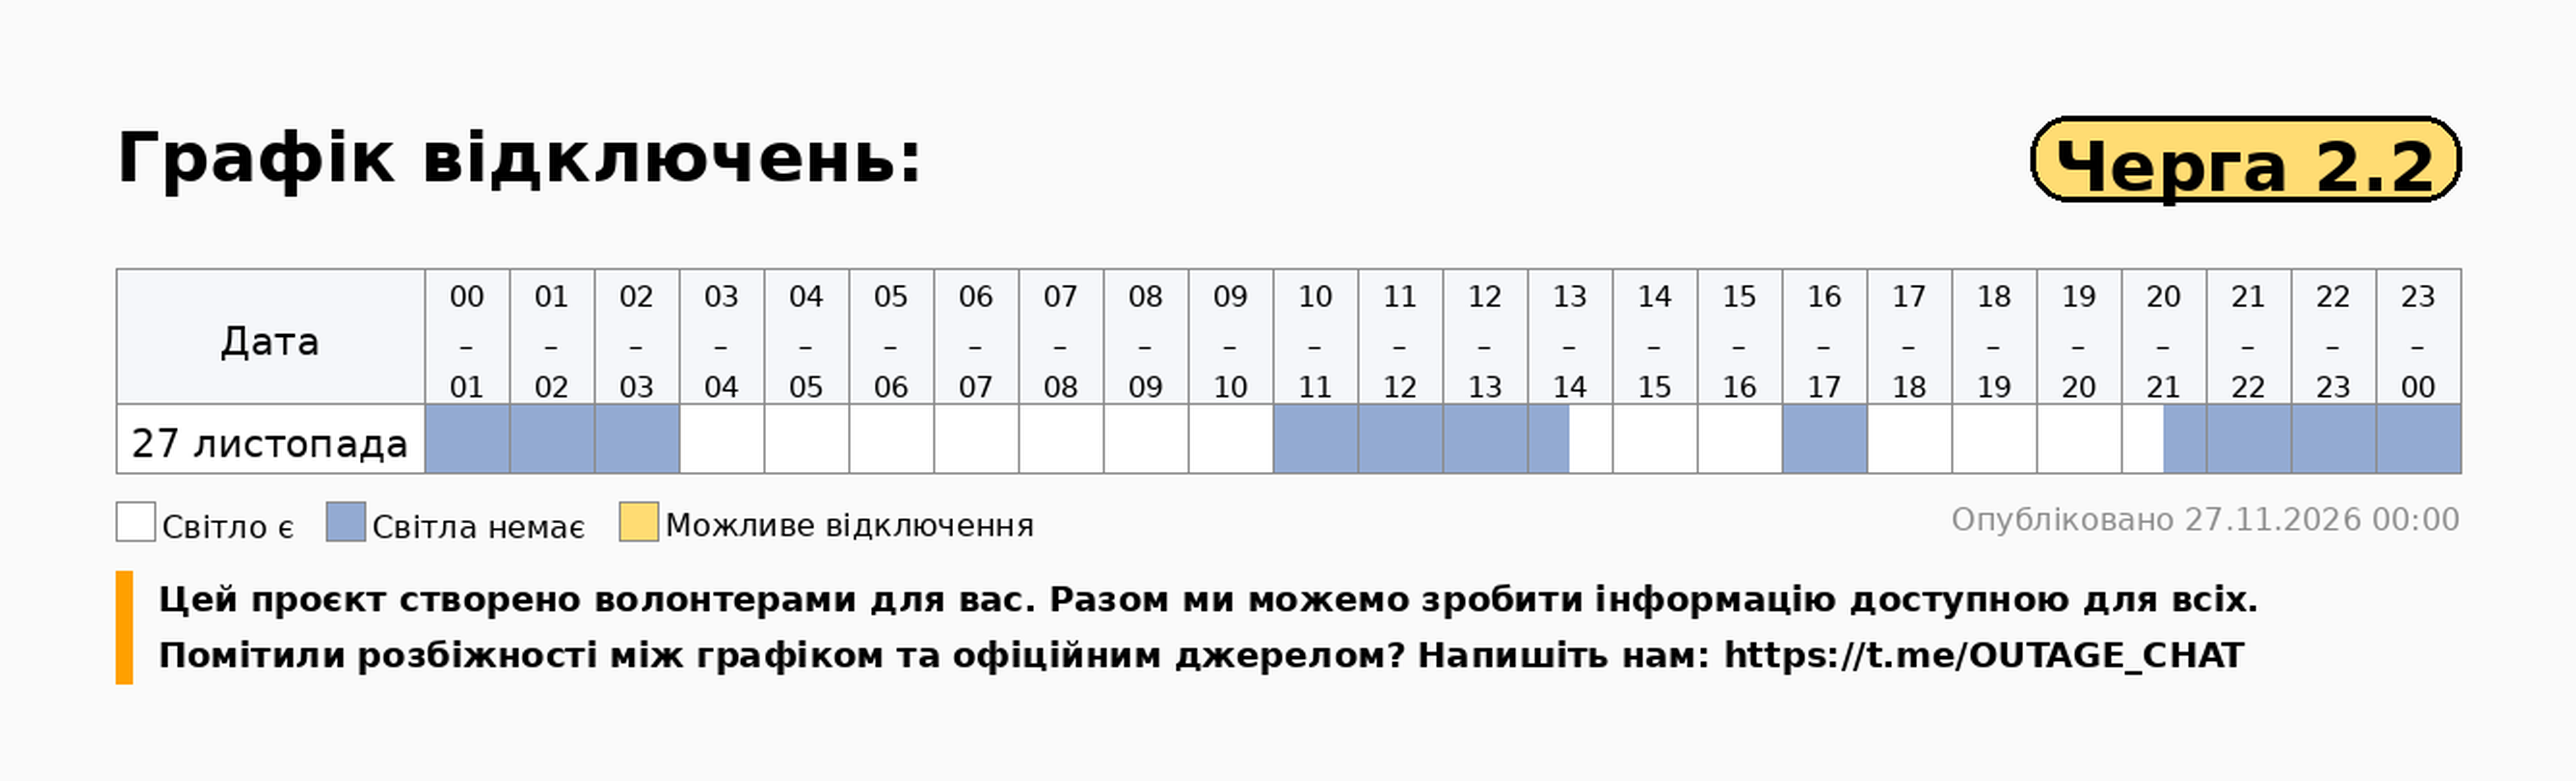 Графік відключень:
Черга 2.2
Дата
00 – 01
01 – 02
02 – 03
03 – 04
04 – 05
05 – 06
06 – 07
07 – 08
08 – 09
09 – 10
10 – 11
11 – 12
12 – 13
13 – 14
14 – 15
15 – 16
16 – 17
17 – 18
18 – 19
19 – 20
20 – 21
21 – 22
22 – 23
23 – 00
27 листопада
Світло є
Світла немає
Можливе відключення
Опубліковано 27.11.2026 00:00
Цей проєкт створено волонтерами для вас. Разом ми можемо зробити інформацію доступною для всіх.
Помітили розбіжності між графіком та офіційним джерелом? Напишіть нам: https://t.me/OUTAGE_CHAT